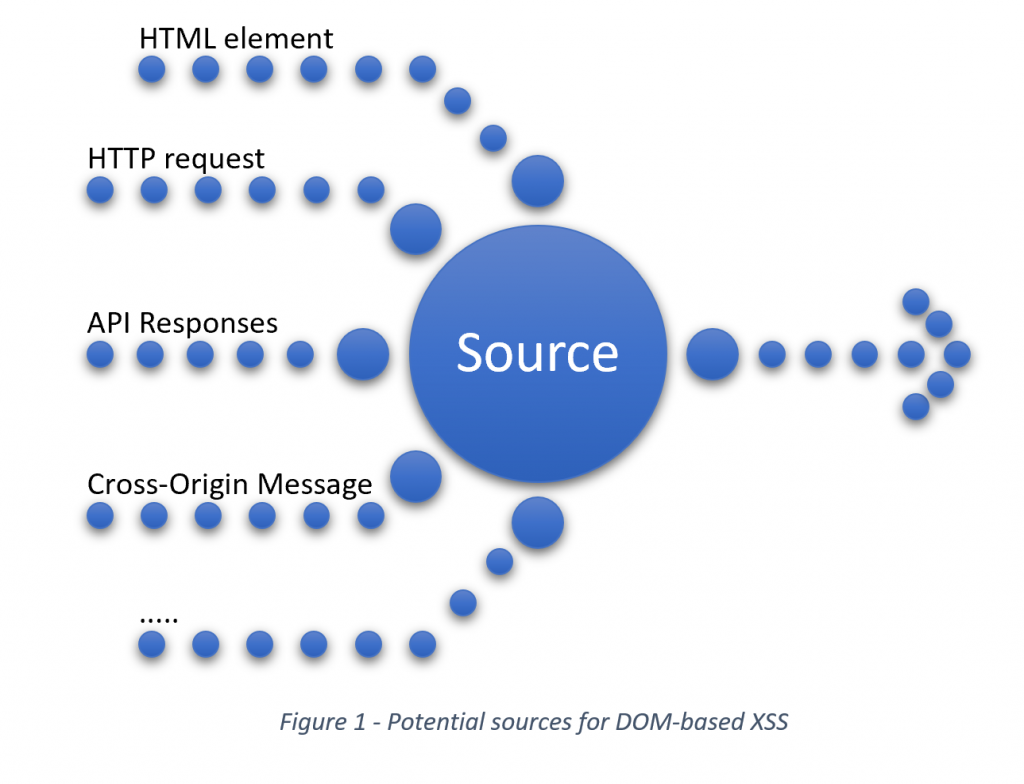 HTML element
HTTP request
API Responses
Source
Cross-Origin Message
.....
Figure 1 - Potential sources for DOM-based XSS